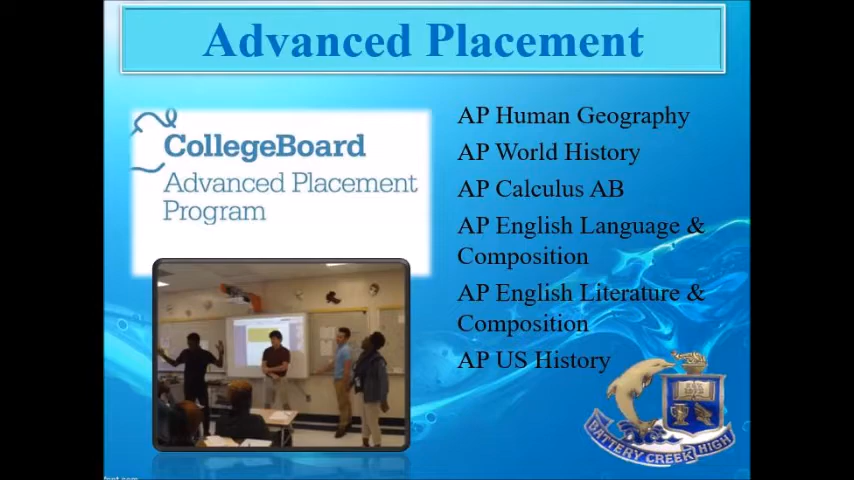 Advanced Placement
CollegeBoard
Advanced Placement
Program
AP Human Geography
AP World History
AP Calculus AB
AP English Language &
Composition
AP English Literature &
Composition
AP US History
BATTERY CREEK HIGH